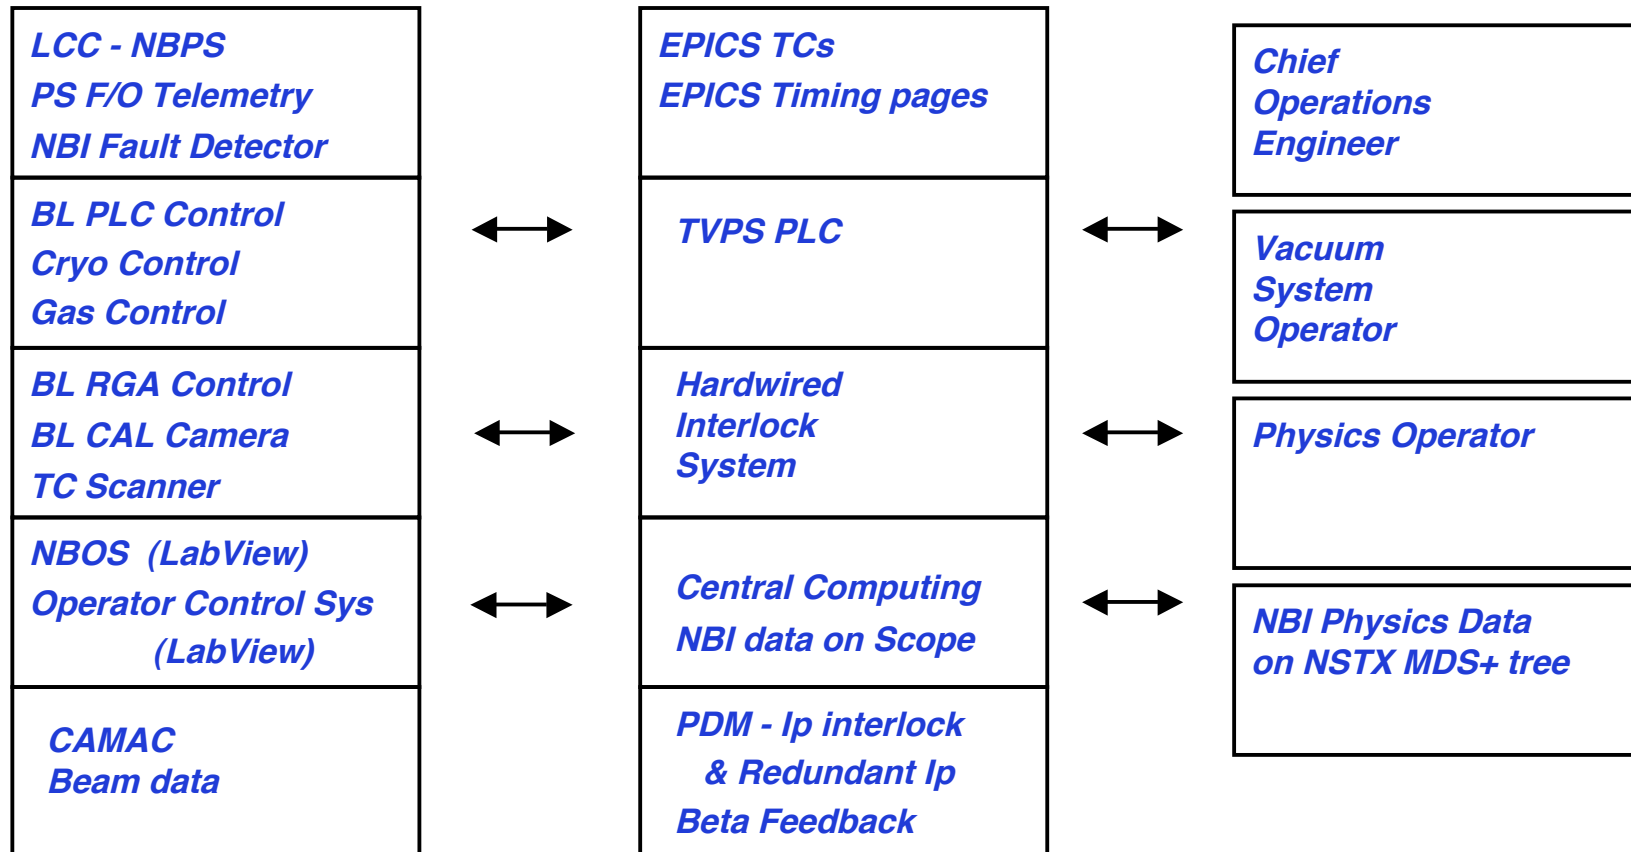 LCC - NBPS
PS F/O Telemetry
NBI Fault Detector
BL PLC Control
Cryo Control
Gas Control
BL RGA Control
BL CAL Camera
TC Scanner
NBOS (LabView)
Operator Control Sys
(LabView)
CAMAC
Beam data
EPICS TCs
EPICS Timing pages
TVPS PLC
Hardwired
Interlock
System
Central Computing
NBI data on Scope
PDM - Ip interlock
& Redundant Ip
Beta Feedback
Chief
Operations
Engineer
Vacuum
System
Operator
Physics Operator
NBI Physics Data
on NSTX MDS+ tree